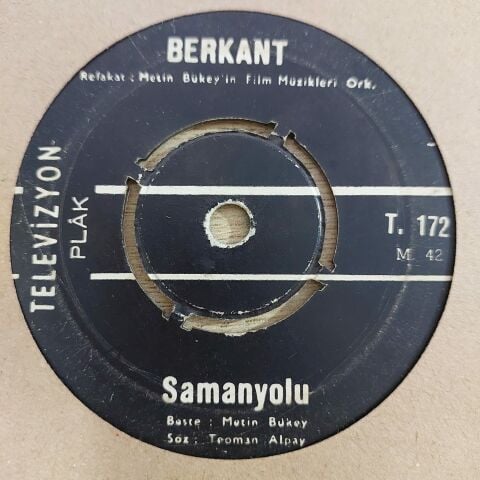 BERKANT
Refakat : Metin Bükey'in Film Müzikleri Ork.
TELEVİZYON
PLÂK
T. 172
M 42
Samanyolu
Beste : Metin Bükey
Söz : Teoman Alpay